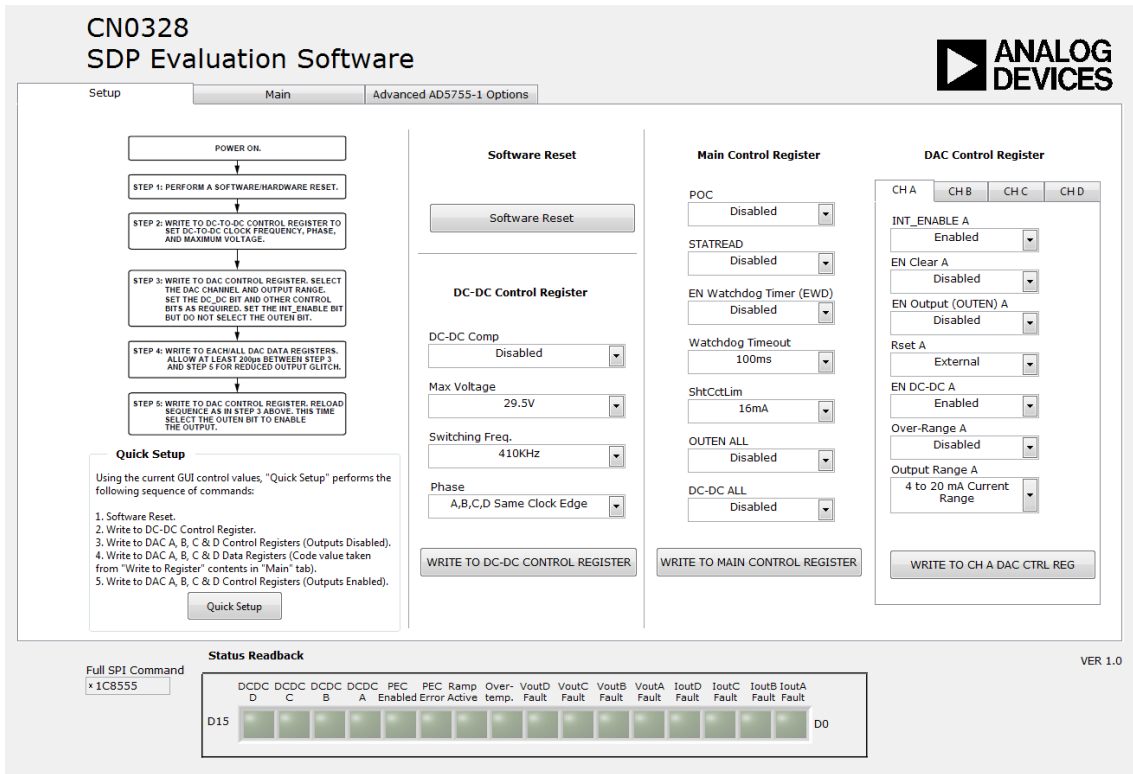 CN0328
SDP Evaluation Software
ANALOG
DEVICES
Setup
Main
Advanced AD5755-1 Options
POWER ON.
STEP 1: PERFORM A SOFTWARE/HARDWARE RESET.
STEP 2: WRITE TO DC-TO-DC CONTROL REGISTER TO
SET DC-TO-DC CLOCK FREQUENCY, PHASE,
AND MAXIMUM VOLTAGE.
STEP 3: WRITE TO DAC CONTROL REGISTER. SELECT
THE DAC CHANNEL AND OUTPUT RANGE.
SET THE DC_DC BIT AND OTHER CONTROL
BITS AS REQUIRED. SET THE INT_ENABLE BIT
BUT DO NOT SELECT THE OUTEN BIT.
STEP 4: WRITE TO EACH/ALL DAC DATA REGISTERS.
ALLOW AT LEAST 200µs BETWEEN STEP 3
AND STEP 5 FOR REDUCED OUTPUT GLITCH.
STEP 5: WRITE TO DAC CONTROL REGISTER. RELOAD
SEQUENCE AS IN STEP 3 ABOVE. THIS TIME
SELECT THE OUTEN BIT TO ENABLE
THE OUTPUT.
Quick Setup
Using the current GUI control values, "Quick Setup" performs the
following sequence of commands:
1. Software Reset.
2. Write to DC-DC Control Register.
3. Write to DAC A, B, C & D Control Registers (Outputs Disabled).
4. Write to DAC A, B, C & D Data Registers (Code value taken
from "Write to Register" contents in "Main" tab).
5. Write to DAC A, B, C & D Control Registers (Outputs Enabled).
Quick Setup
Software Reset
Software Reset
DC-DC Control Register
DC-DC Comp
Disabled
Max Voltage
29.5V
Switching Freq.
410KHz
Phase
A,B,C,D Same Clock Edge
WRITE TO DC-DC CONTROL REGISTER
Main Control Register
POC
Disabled
STATREAD
Disabled
EN Watchdog Timer (EWD)
Disabled
Watchdog Timeout
100ms
ShtCctLim
16mA
OUTEN ALL
Disabled
DC-DC ALL
Disabled
WRITE TO MAIN CONTROL REGISTER
DAC Control Register
CH A
CH B
CH C
CH D
INT_ENABLE A
Enabled
EN Clear A
Disabled
EN Output (OUTEN) A
Disabled
Rset A
External
EN DC-DC A
Enabled
Over-Range A
Disabled
Output Range A
4 to 20 mA Current
Range
WRITE TO CH A DAC CTRL REG
Full SPI Command
x 1C8555
Status Readback
DCDC DCDC DCDC DCDC PEC PEC Ramp Over- VoutD VoutC VoutB VoutA IoutD IoutC IoutB IoutA
D C B A Enabled Error Active temp. Fault Fault Fault Fault Fault Fault Fault Fault
D15
D0
VER 1.0